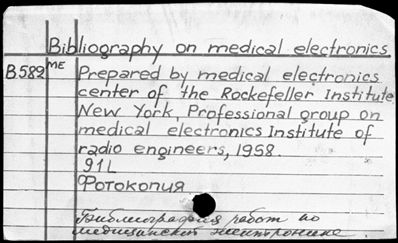 Bibliography on medical electronics
B582 ME Prepared by medical electronics
center of the Rockefeller Institute
New York, Professional group on
medical electronics Institute of
radio engineers, 1958.
91L
Фотокопия
Библиография работ по
медицинской электронике.